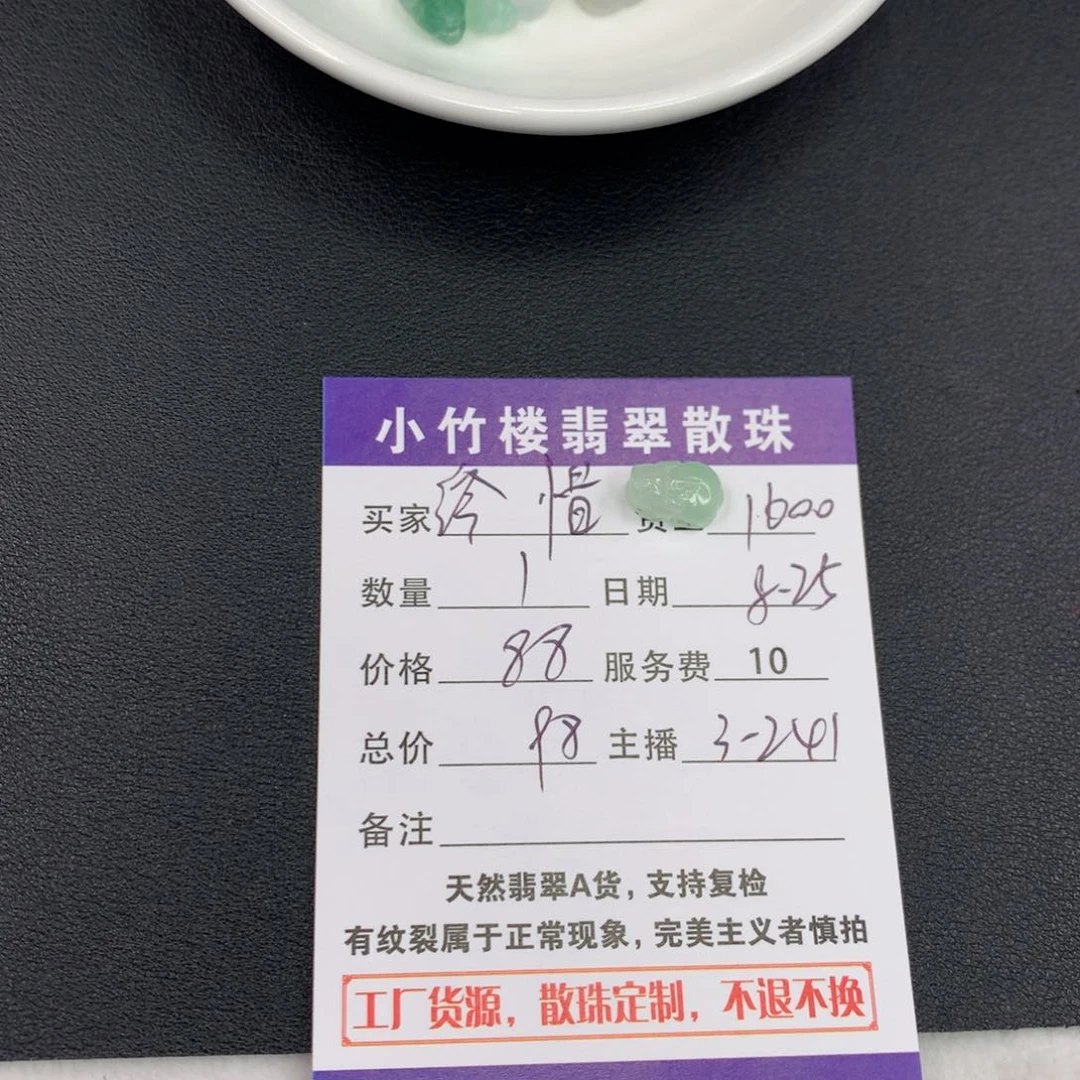 小竹楼翡翠散珠
买家 终惜 1600
数量 1 日期 8-25
价格 88 服务费 10
总价 98 主播 3-241
备注
天然翡翠A货，支持复检
有纹裂属于正常现象，完美主义者慎拍
工厂货源，散珠定制，不退不换